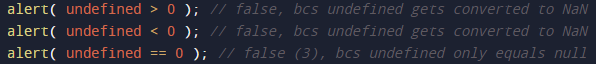 alert( undefined > 0 ); // false, bcs undefined gets converted to NaN
alert( undefined < 0 ); // false, bcs undefined gets converted to NaN
alert( undefined == 0 ); // false (3), bcs undefined only equals null